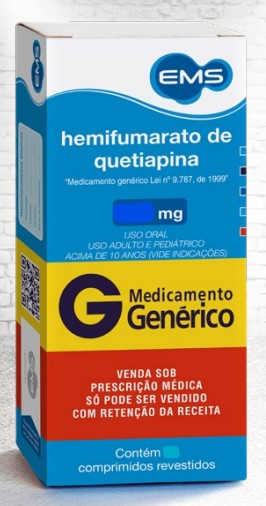 EMS
hemifumarato de
quetiapina
“Medicamento genérico Lei nº 9.787, de 1999”
mg
USO ORAL
USO ADULTO E PEDIÁTRICO
ACIMA DE 10 ANOS (VIDE INDICAÇÕES)
G Medicamento
Genérico
VENDA SOB
PRESCRIÇÃO MÉDICA
SÓ PODE SER VENDIDO
COM RETENÇÃO DA RECEITA
Contém
comprimidos revestidos